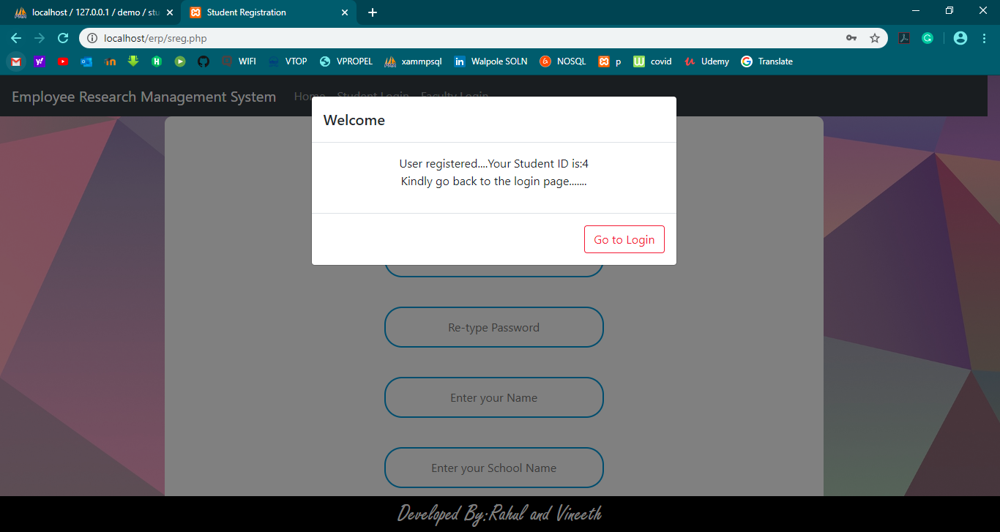 localhost / 127.0.0.1 / demo / stu
Student Registration
localhost/erp/sreg.php
WIFI
VTOP
VPROPEL
xammpsql
Walpole SOLN
NOSQL
p
covid
Udemy
Translate
Employee Research Management System
Home
Student Login
Faculty Login
Welcome
User registered....Your Student ID is:4
Kindly go back to the login page.......
Go to Login
Re-type Password
Enter your Name
Enter your School Name
Developed By:Rahul and Vineeth